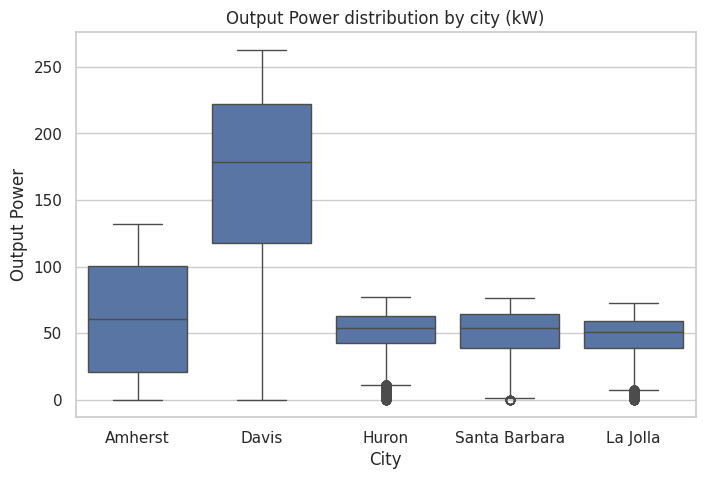 Output Power distribution by city (kW)
Output Power
250
200
150
100
50
0
Amherst Davis Huron Santa Barbara La Jolla
City